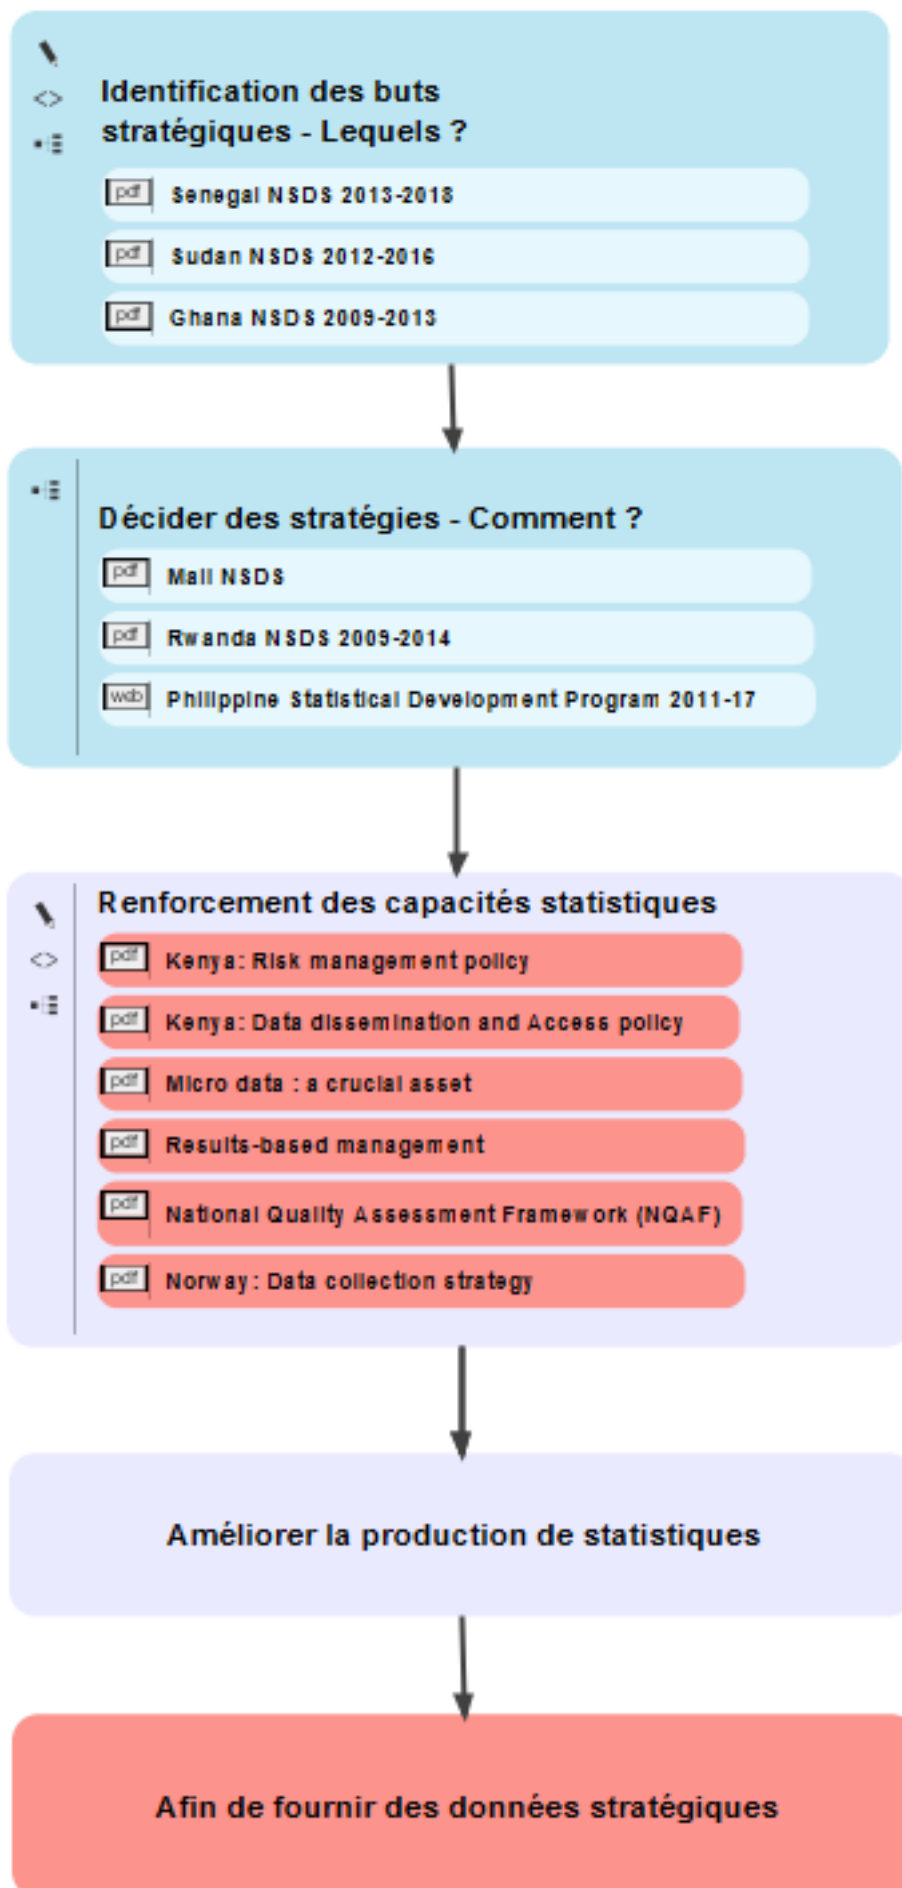 Identification des buts
stratégiques - Lequels ?
pdf Senegal NSDS 2013-2018
pdf Sudan NSDS 2012-2016
pdf Ghana NSDS 2009-2013
Décider des stratégies - Comment ?
pdf Mali NSDS
pdf Rwanda NSDS 2009-2014
web Philippine Statistical Development Program 2011-17
Renforcement des capacités statistiques
pdf Kenya: Risk management policy
pdf Kenya: Data dissemination and Access policy
pdf Micro data : a crucial asset
pdf Results-based management
pdf National Quality Assessment Framework (NQAF)
pdf Norway: Data collection strategy
Améliorer la production de statistiques
Afin de fournir des données stratégiques